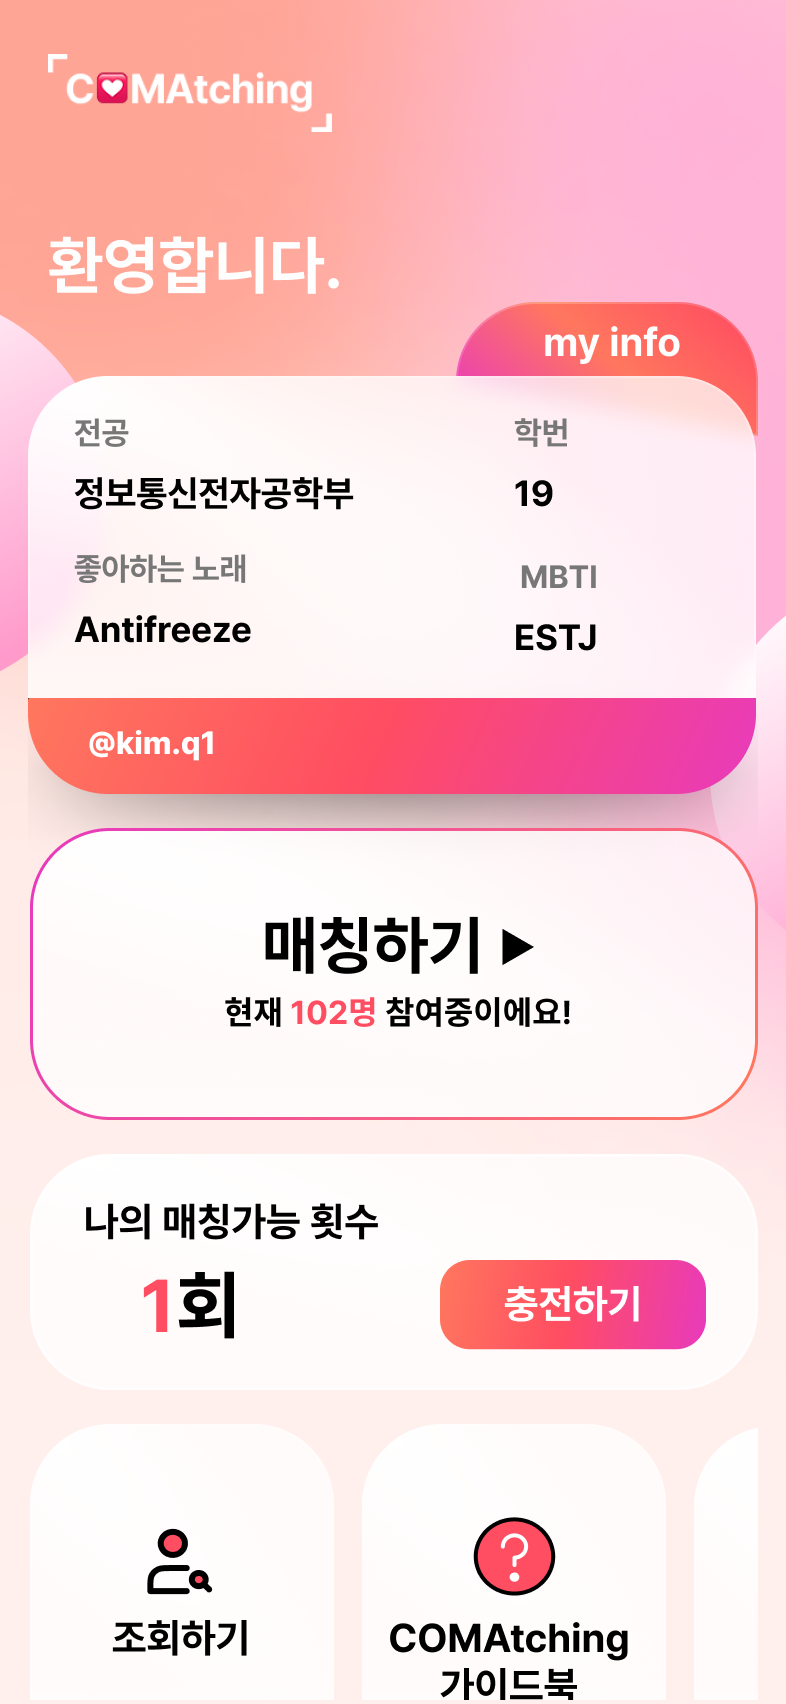 COMAtching
환영합니다.
my info
전공
학번
정보통신전자공학부
19
좋아하는 노래
MBTI
Antifreeze
ESTJ
@kim.q1
매칭하기 ▶
현재 102명 참여중이에요!
나의 매칭가능 횟수
1회
충전하기
조회하기
COMAtching
가이드북